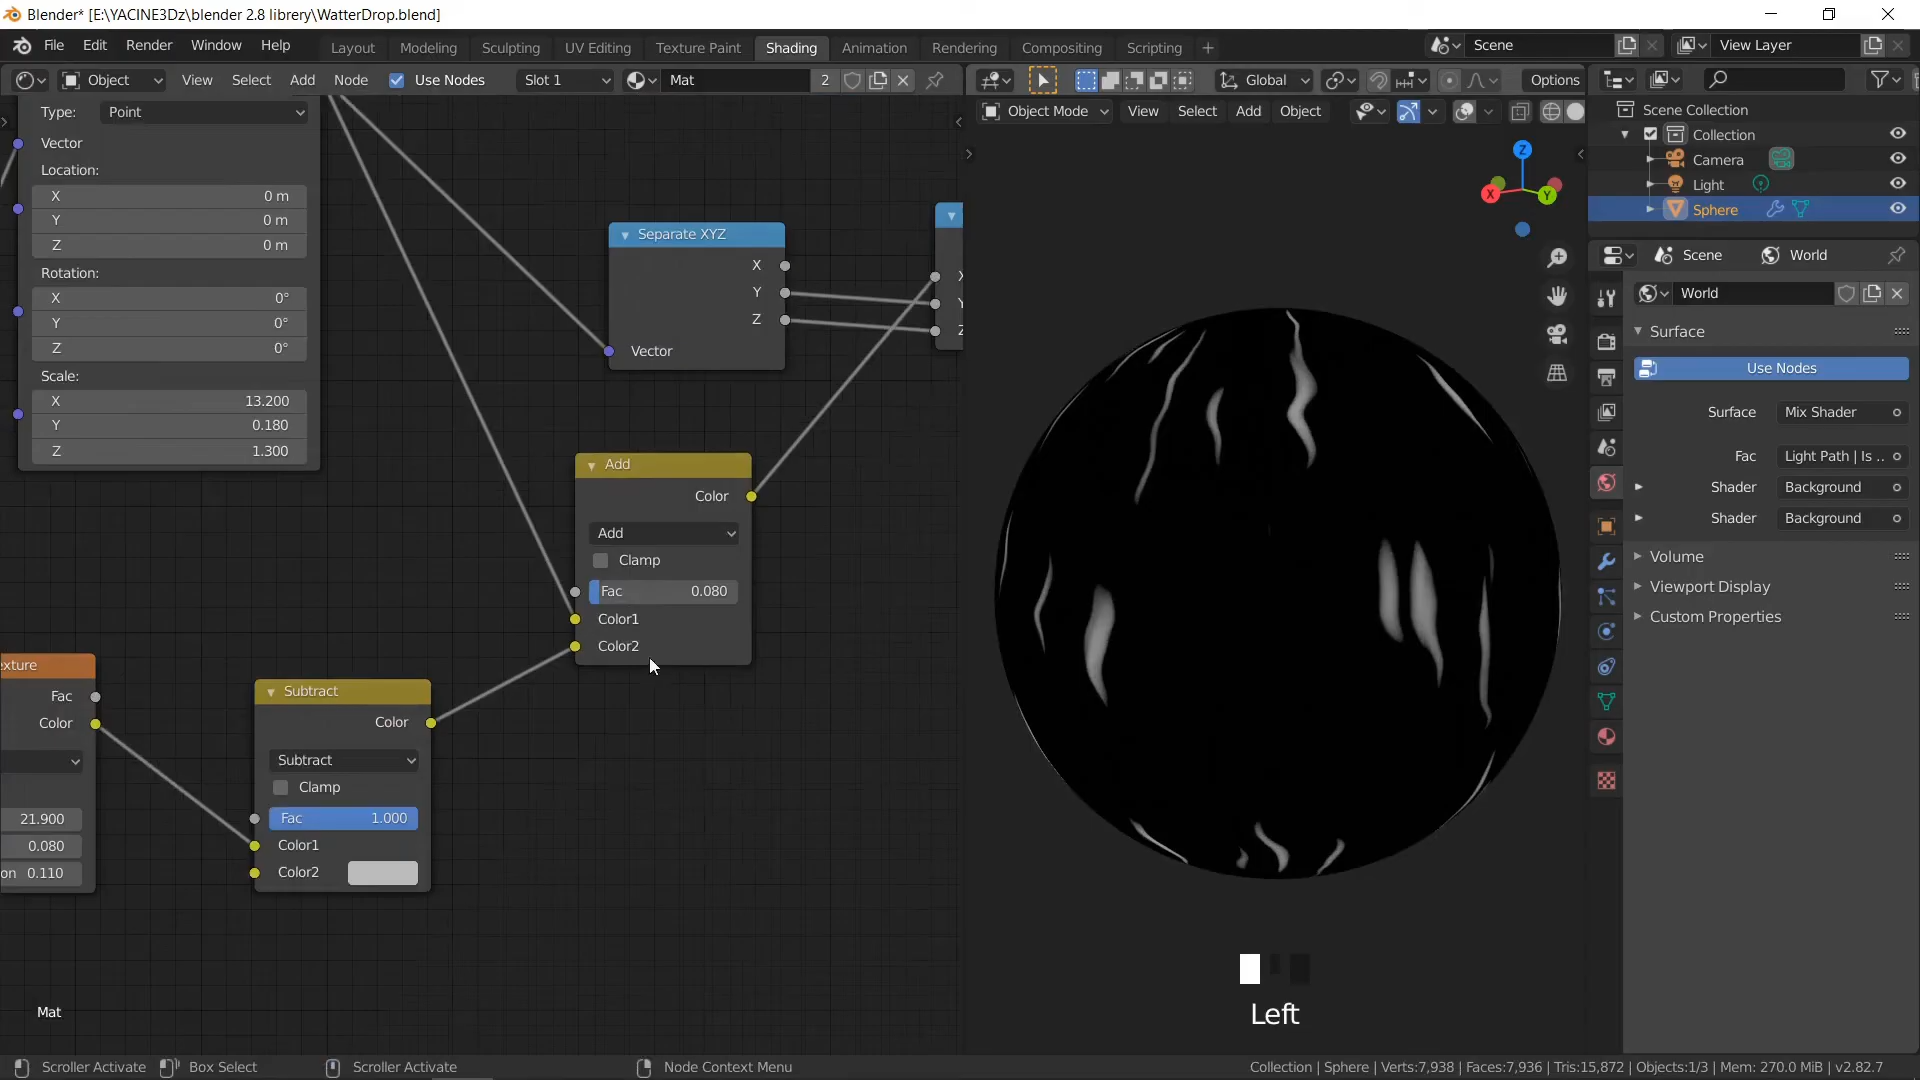 Blender* [E:\YACINE3Dz\blender 2.8 librery\WatterDrop.blend]
File Edit Render Window Help
Layout Modeling Sculpting UV Editing Texture Paint Shading Animation Rendering Compositing Scripting +
Scene
View Layer
Object View Select Add Node Use Nodes Slot 1 Mat 2
Global Options
Object Mode View Select Add Object
Type: Point
Vector
Location:
X 0 m
Y 0 m
Z 0 m
Rotation:
X 0°
Y 0°
Z 0°
Scale:
X 13.200
Y 0.180
Z 1.300
Separate XYZ
X
Y
Z
Vector
X
Y
Z
Add
Color
Add
Clamp
Fac 0.080
Color1
Color2
exture
Fac
Color
21.900
0.080
on 0.110
Subtract
Color
Subtract
Clamp
Fac 1.000
Color1
Color2
Mat
Z
X
Y
Left
Scene Collection
Collection
Camera
Light
Sphere
Scene World
World
Surface
Use Nodes
Surface Mix Shader
Fac Light Path | Is ..
Shader Background
Shader Background
Volume
Viewport Display
Custom Properties
Scroller Activate Box Select Scroller Activate Node Context Menu
Collection | Sphere | Verts:7,938 | Faces:7,936 | Tris:15,872 | Objects:1/3 | Mem: 270.0 MiB | v2.82.7